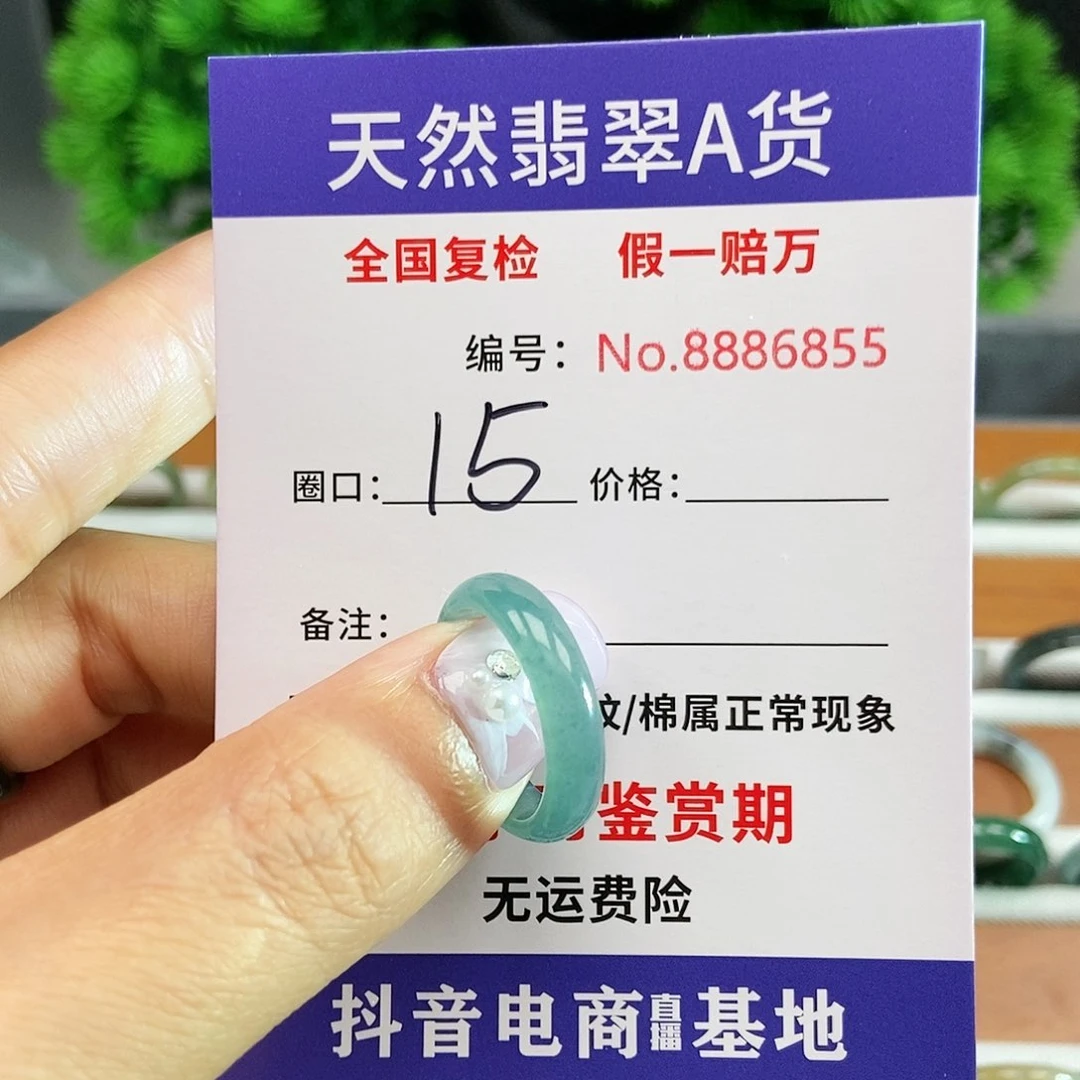 天然翡翠A货
全国复检 假一赔万
编号：No.8886855
圈口：15 价格：
备注：
纹/棉属正常现象
鉴赏期
无运费险
抖音电商直播基地